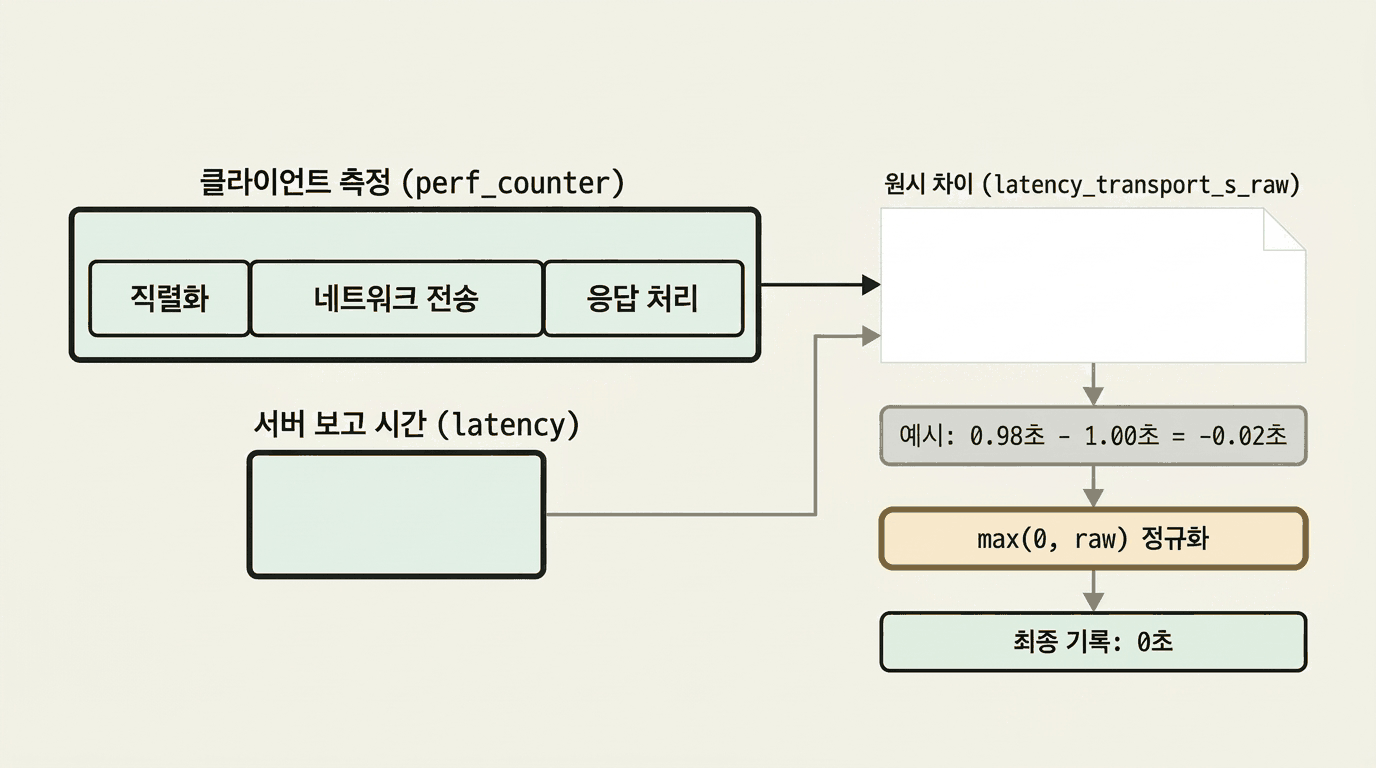 클라이언트 측정 (perf_counter)
직렬화
네트워크 전송
응답 처리
서버 보고 시간 (latency)
원시 차이 (latency_transport_s_raw)
예시: 0.98초 - 1.00초 = -0.02초
max(0, raw) 정규화
최종 기록: 0초